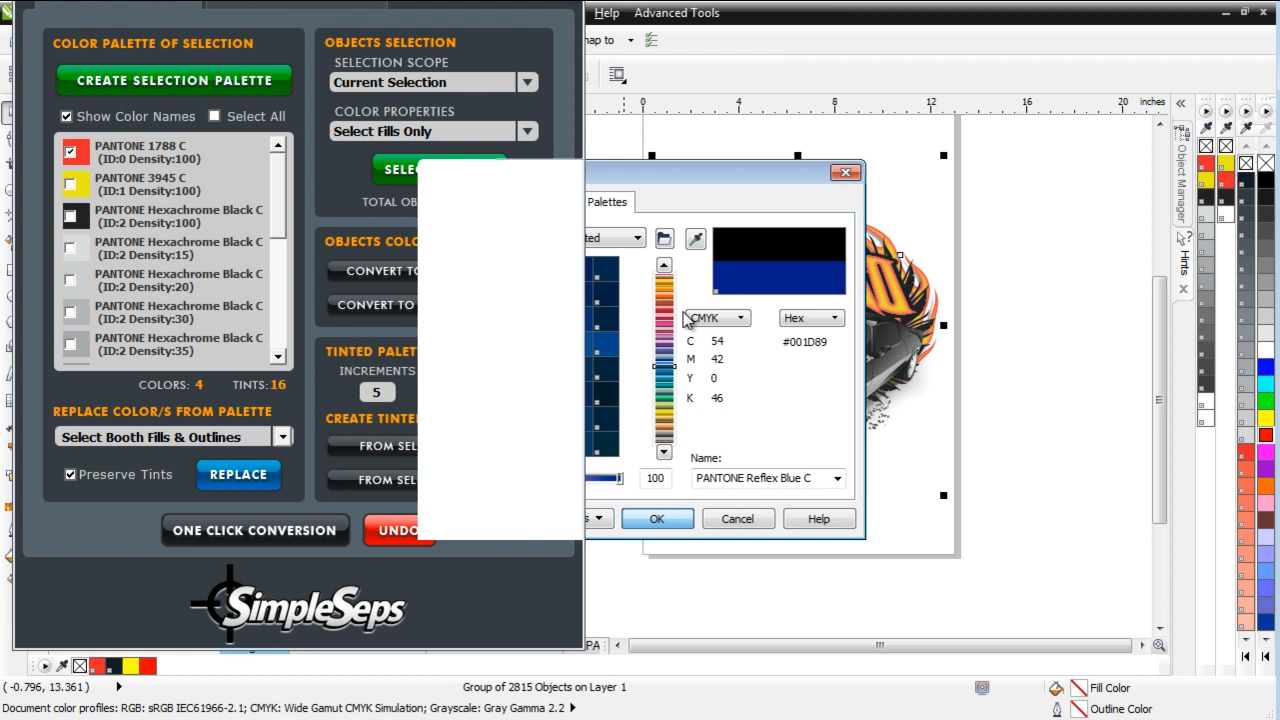 Help Advanced Tools
COLOR PALETTE OF SELECTION
CREATE SELECTION PALETTE
Show Color Names Select All
PANTONE 1788 C
(ID:0 Density:100)
PANTONE 3945 C
(ID:1 Density:100)
PANTONE Hexachrome Black C
(ID:2 Density:100)
PANTONE Hexachrome Black C
(ID:2 Density:15)
PANTONE Hexachrome Black C
(ID:2 Density:20)
PANTONE Hexachrome Black C
(ID:2 Density:30)
PANTONE Hexachrome Black C
(ID:2 Density:35)
COLORS: 4 TINTS: 16
REPLACE COLOR/S FROM PALETTE
Select Booth Fills & Outlines
Preserve Tints REPLACE
ONE CLICK CONVERSION UNDO
SimpleSeps
OBJECTS SELECTION
SELECTION SCOPE
Current Selection
COLOR PROPERTIES
Select Fills Only
SELE
TOTAL OB
OBJECTS COLO
CONVERT TO
CONVERT TO
TINTED PALET
INCREMENTS
5
CREATE TINTE
FROM SEL
FROM SEL
nap to
0 4 8 12 16 20 inches
Palettes
ted
CMYK Hex
C 54 #001D89
M 42
Y 0
K 46
Name:
100 PANTONE Reflex Blue C
s OK Cancel Help
Object Manager
Hints
PA
(-0.796, 13.361) Group of 2815 Objects on Layer 1 Fill Color
Document color profiles: RGB: sRGB IEC61966-2.1; CMYK: Wide Gamut CMYK Simulation; Grayscale: Gray Gamma 2.2 Outline Color